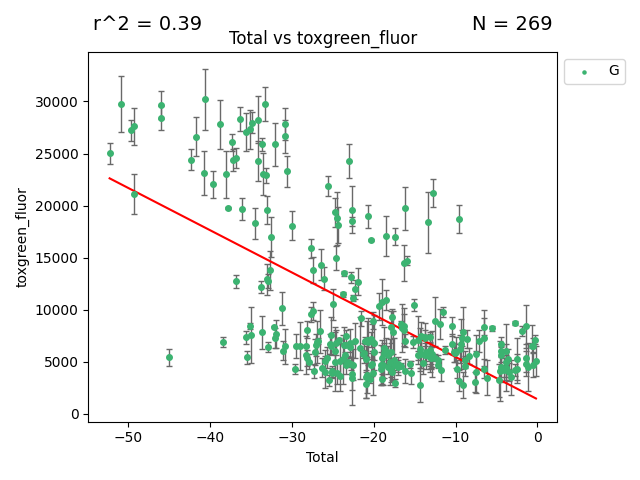 r^2 = 0.39
N = 269
Total vs toxgreen_fluor
G
toxgreen_fluor
30000
25000
20000
15000
10000
5000
0
−50
−40
−30
−20
−10
0
Total